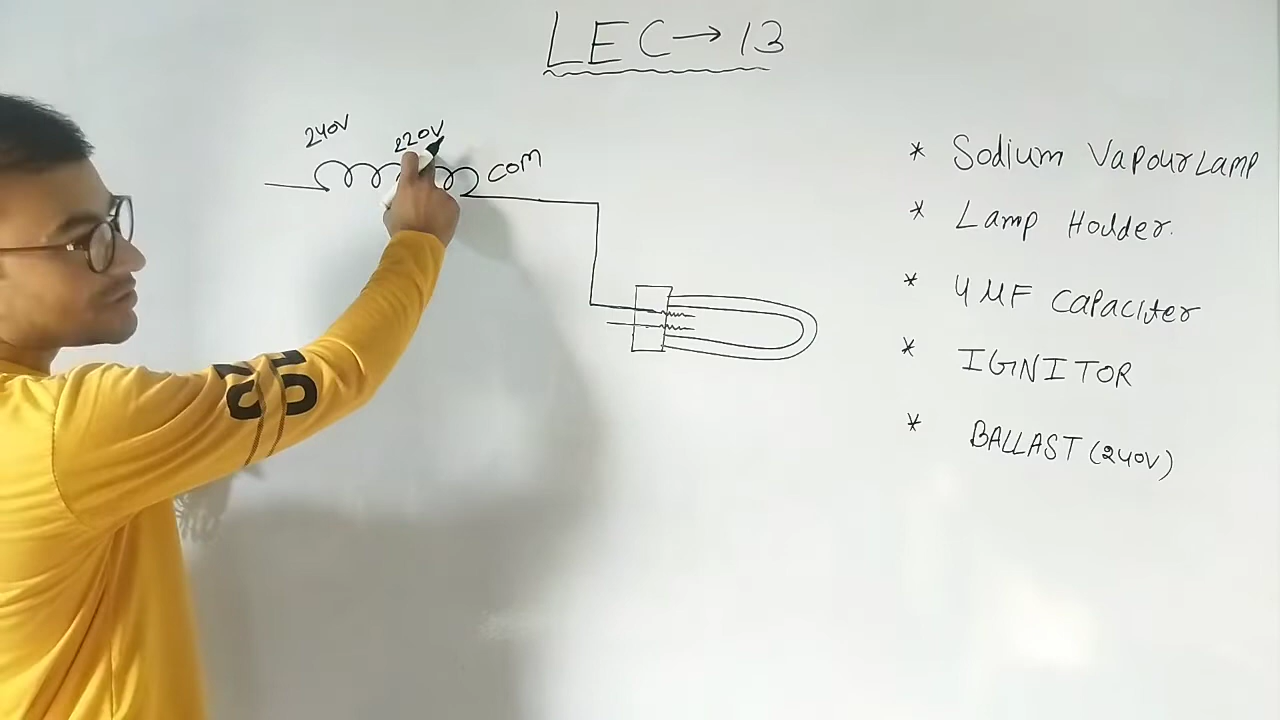 LEC → 13
240V
220V
COM
* Sodium Vapour Lamp
* Lamp Holder.
* 4 MF Capaciter
* IGNITOR
* BALLAST (240V)